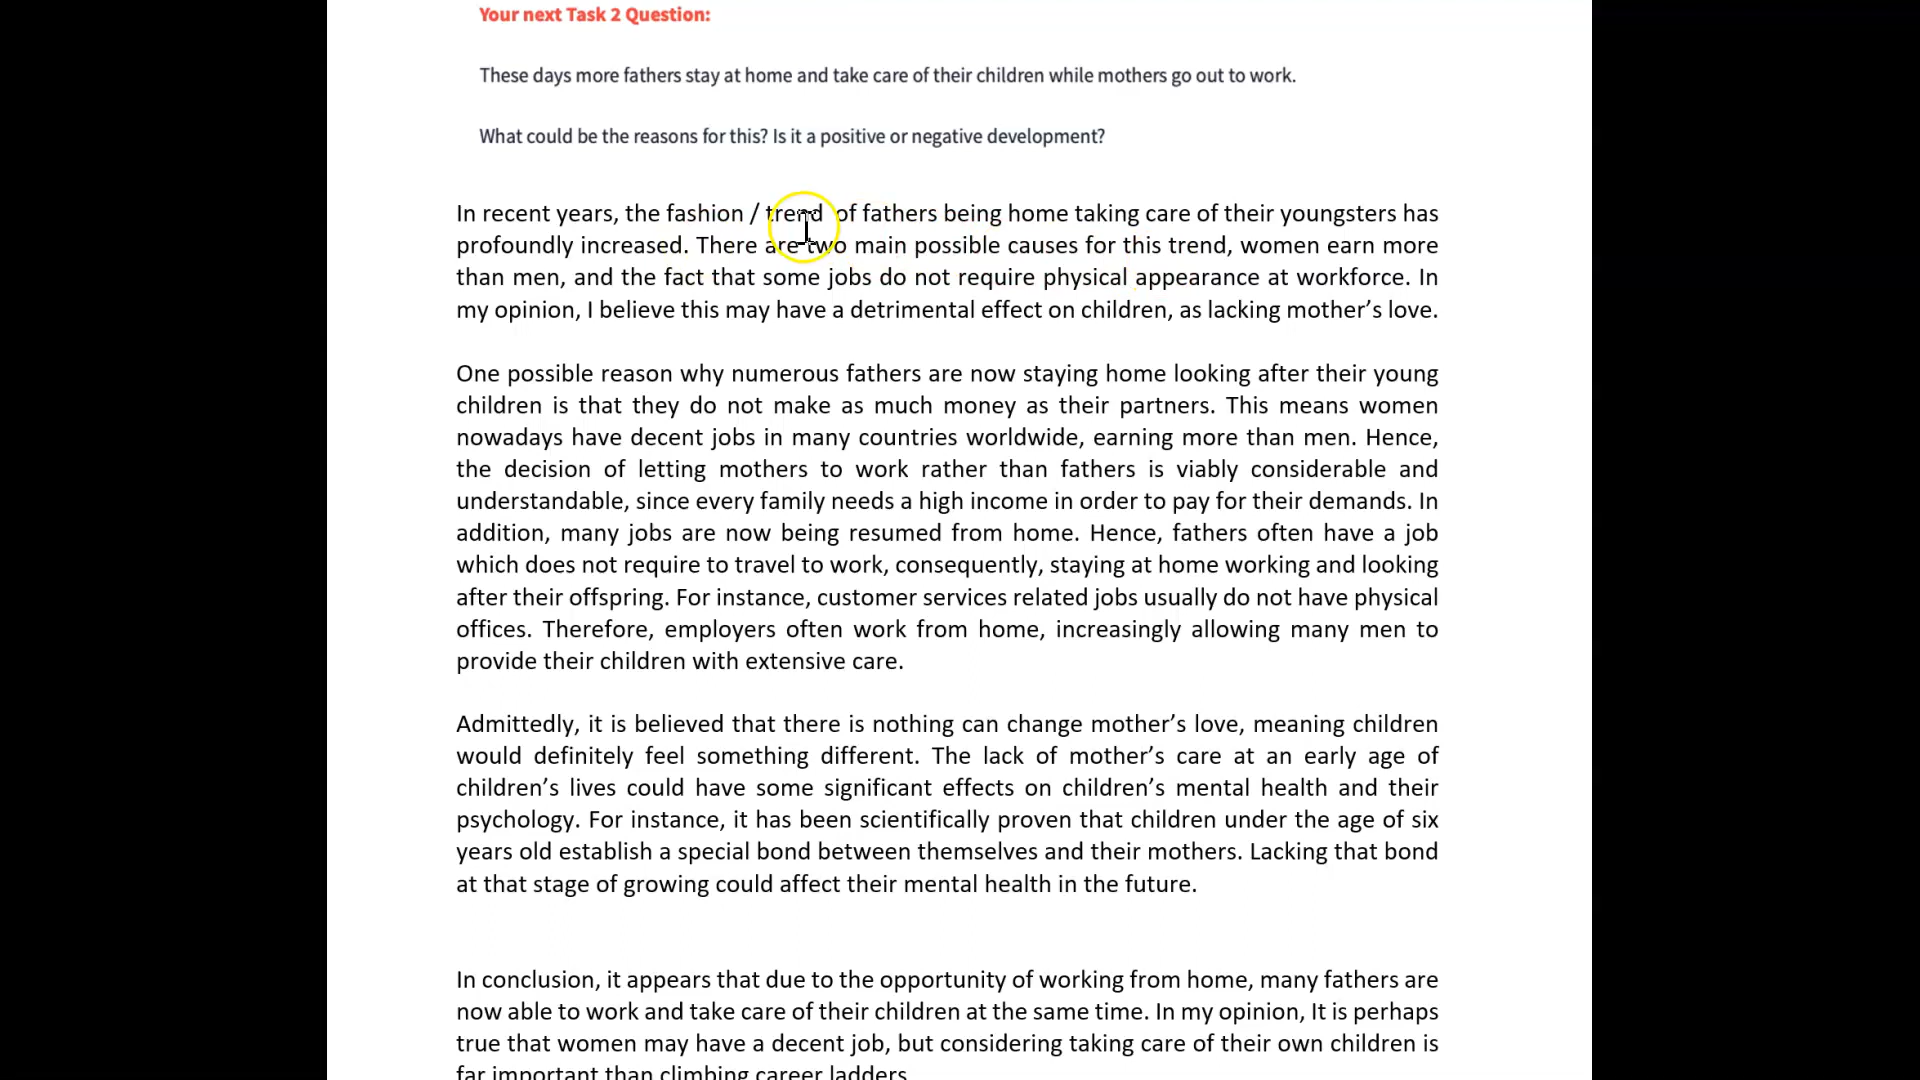 Your next Task 2 Question:
These days more fathers stay at home and take care of their children while mothers go out to work.
What could be the reasons for this? Is it a positive or negative development?
In recent years, the fashion / trend of fathers being home taking care of their youngsters has
profoundly increased. There are two main possible causes for this trend, women earn more
than men, and the fact that some jobs do not require physical appearance at workforce. In
my opinion, I believe this may have a detrimental effect on children, as lacking mother’s love.
One possible reason why numerous fathers are now staying home looking after their young
children is that they do not make as much money as their partners. This means women
nowadays have decent jobs in many countries worldwide, earning more than men. Hence,
the decision of letting mothers to work rather than fathers is viably considerable and
understandable, since every family needs a high income in order to pay for their demands. In
addition, many jobs are now being resumed from home. Hence, fathers often have a job
which does not require to travel to work, consequently, staying at home working and looking
after their offspring. For instance, customer services related jobs usually do not have physical
offices. Therefore, employers often work from home, increasingly allowing many men to
provide their children with extensive care.
Admittedly, it is believed that there is nothing can change mother’s love, meaning children
would definitely feel something different. The lack of mother’s care at an early age of
children’s lives could have some significant effects on children’s mental health and their
psychology. For instance, it has been scientifically proven that children under the age of six
years old establish a special bond between themselves and their mothers. Lacking that bond
at that stage of growing could affect their mental health in the future.
In conclusion, it appears that due to the opportunity of working from home, many fathers are
now able to work and take care of their children at the same time. In my opinion, It is perhaps
true that women may have a decent job, but considering taking care of their own children is
far important than climbing career ladders.